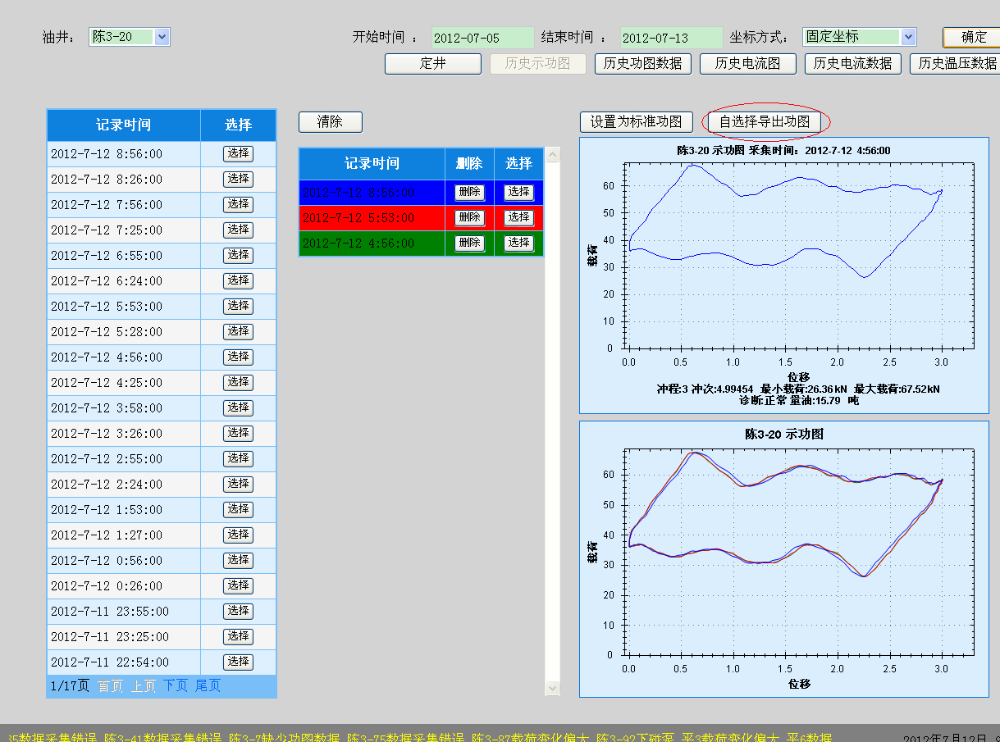 油井: 陈3-20 开始时间 : 2012-07-05 结束时间 : 2012-07-13 坐标方式: 固定坐标 确定
定井 历史示功图 历史功图数据 历史电流图 历史电流数据 历史温压数据
记录时间 选择
2012-7-12 8:56:00 选择
2012-7-12 8:26:00 选择
2012-7-12 7:56:00 选择
2012-7-12 7:25:00 选择
2012-7-12 6:55:00 选择
2012-7-12 6:24:00 选择
2012-7-12 5:53:00 选择
2012-7-12 5:28:00 选择
2012-7-12 4:56:00 选择
2012-7-12 4:25:00 选择
2012-7-12 3:58:00 选择
2012-7-12 3:26:00 选择
2012-7-12 2:55:00 选择
2012-7-12 2:24:00 选择
2012-7-12 1:53:00 选择
2012-7-12 1:27:00 选择
2012-7-12 0:56:00 选择
2012-7-12 0:26:00 选择
2012-7-11 23:55:00 选择
2012-7-11 23:25:00 选择
2012-7-11 22:54:00 选择
1/17页 首页 上页 下页 尾页
清除
记录时间 删除 选择
2012-7-12 8:56:00 删除 选择
2012-7-12 5:53:00 删除 选择
2012-7-12 4:56:00 删除 选择
设置为标准功图 自选择导出功图
陈3-20 示功图 采集时间: 2012-7-12 4:56:00
载荷
60
50
40
30
20
10
0
0.0 0.5 1.0 1.5 2.0 2.5 3.0
位移
冲程:3 冲次:4.99454 最小载荷:26.36kN 最大载荷:67.52kN
诊断:正常 量油:15.79 吨
陈3-20 示功图
载荷
60
50
40
30
20
10
0
0.0 0.5 1.0 1.5 2.0 2.5 3.0
位移
35数据采集错误 陈3-41数据采集错误 陈3-7缺少功图数据 陈3-75数据采集错误 陈3-87载荷变化偏大 陈3-92下碰泵 平3载荷变化偏大 平6数据 2012年7月12日